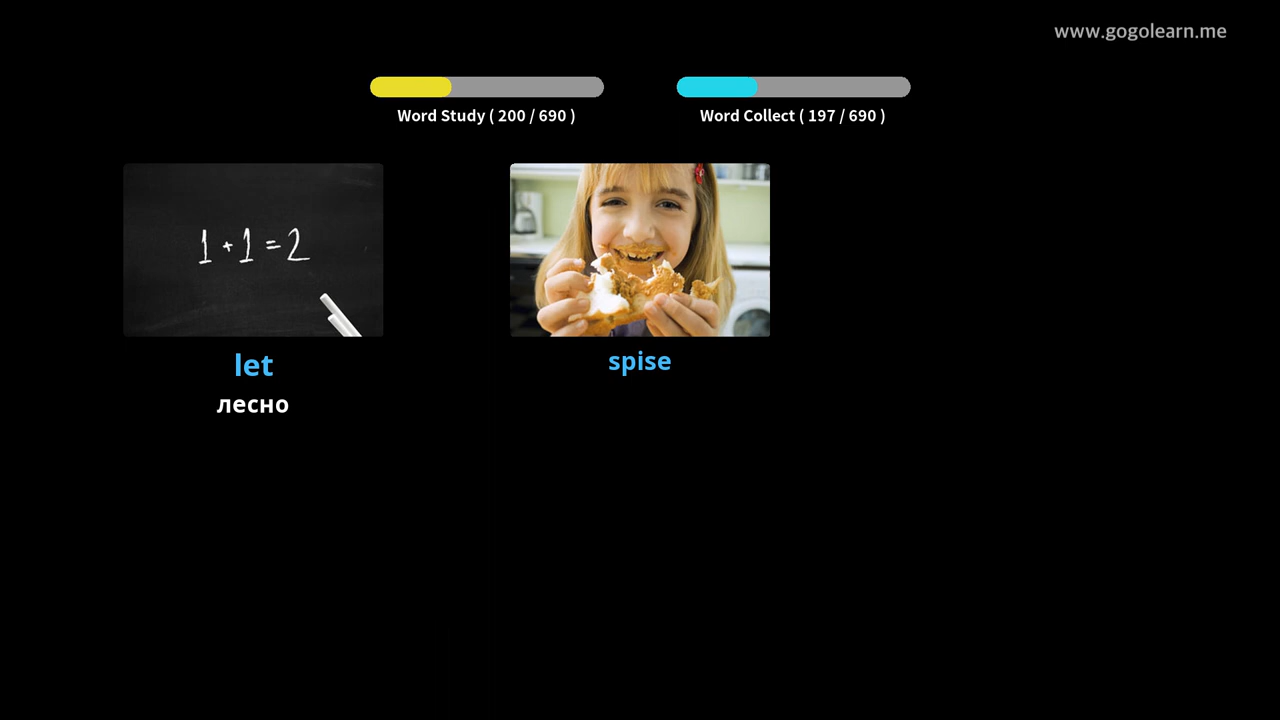 www.gogolearn.me
Word Study ( 200 / 690 )
Word Collect ( 197 / 690 )
1 + 1 = 2
let
лесно
spise